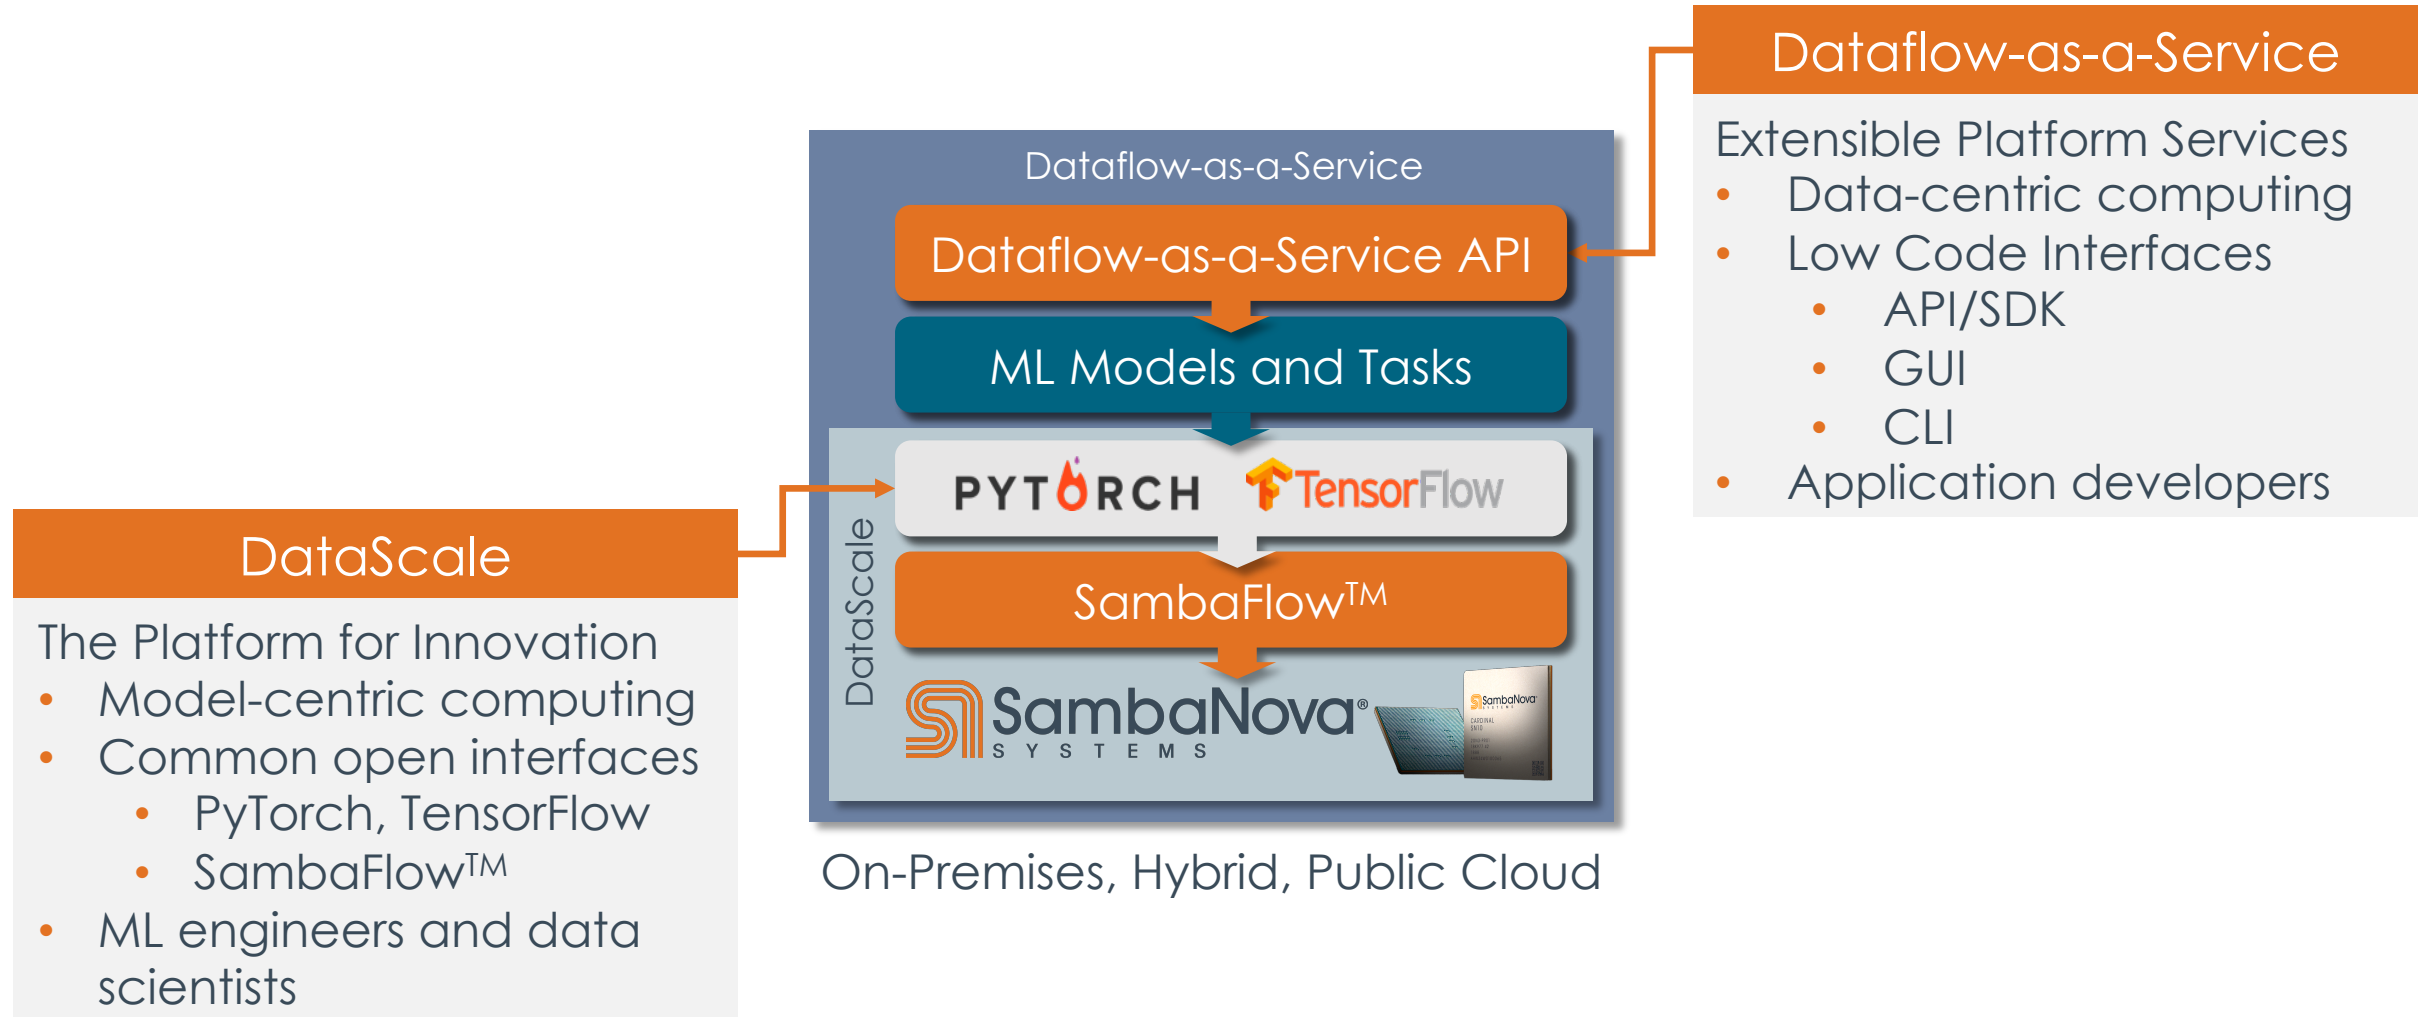 Dataflow-as-a-Service
Extensible Platform Services
• Data-centric computing
• Low Code Interfaces
• API/SDK
• GUI
• CLI
• Application developers
Dataflow-as-a-Service
Dataflow-as-a-Service API
ML Models and Tasks
DataScale
PYTORCH
TensorFlow
SambaFlow™
SambaNova®
SYSTEMS
SambaNova
SYSTEMS
CARDINAL
SN10
On-Premises, Hybrid, Public Cloud
DataScale
The Platform for Innovation
• Model-centric computing
• Common open interfaces
• PyTorch, TensorFlow
• SambaFlow™
• ML engineers and data
scientists